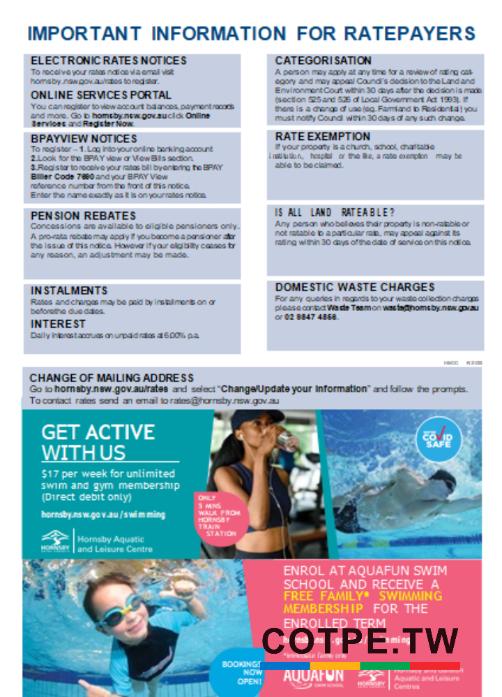 IMPORTANT INFORMATION FOR RATEPAYERS
ELECTRONIC RATES NOTICES
To receive your rates notice via email visit
hornsby.nsw.gov.au/rates to register.
ONLINE SERVICES PORTAL
You can register to view account balances, payment records
and more. Go to hornsby.nsw.gov.au click Online
Services and Register Now.
BPAY VIEW NOTICES
To register – 1. Log into your online banking account
2. Look for the BPAY view or View Bills section.
3. Register to receive your rates bill by entering the BPAY
Biller Code 7690 and your BPAY View
reference number from the front of this notice.
Enter the name exactly as it is on your rates notice.
PENSION REBATES
Concessions are available to eligible pensioners only.
A pro-rata rebate may apply if you become a pensioner after
the issue of this notice. However if your eligibility ceases for
any reason, an adjustment may be made.
INSTALMENTS
Rates and charges may be paid by instalments on or
before the due dates.
INTEREST
Daily interest accrues on unpaid rates at 6.00% p.a.
CATEGORISATION
A person may apply at any time for a review of rating cat-
egory and may appeal Council's decision to the Land and
Environment Court within 30 days after the decision is made
(section 525 and 526 of Local Government Act 1993). If
there is a change of use (eg. Farmland to Residential) you
must notify Council within 30 days of any such change.
RATE EXEMPTION
If your property is a church, school, charitable
institution, hospital or the like, a rate exemption may be
able to be claimed.
IS ALL LAND RATEABLE?
Any person who believes their property is non-ratable or
not ratable to a particular rate, may appeal against its
rating within 30 days of the date of service on this notice.
DOMESTIC WASTE CHARGES
For any queries in regards to your waste collection charges
please contact Waste Team on waste@hornsby.nsw.gov.au
or 02 9847 4856.
CHANGE OF MAILING ADDRESS
Go to hornsby.nsw.gov.au/rates and select "Change/Update your Information" and follow the prompts.
To contact rates send an email to rates@hornsby.nsw.gov.au
GET ACTIVE
WITH US
$17 per week for unlimited
swim and gym membership
(Direct debit only)
hornsby.nsw.gov.au/swimming
HORNSBY
Hornsby Aquatic
and Leisure Centre
ONLY
3 MINS
WALK FROM
HORNSBY
TRAIN
STATION
COVID
SAFE
ENROL AT AQUAFUN SWIM
SCHOOL AND RECEIVE A
FREE FAMILY* SWIMMING
MEMBERSHIP FOR THE
ENROLLED TERM
BOOKINGS
NOW
OPEN!
COUPE.TW
AQUAFUN
SWIM SCHOOL
Hornsby and Galston
Aquatic and Leisure
Centres